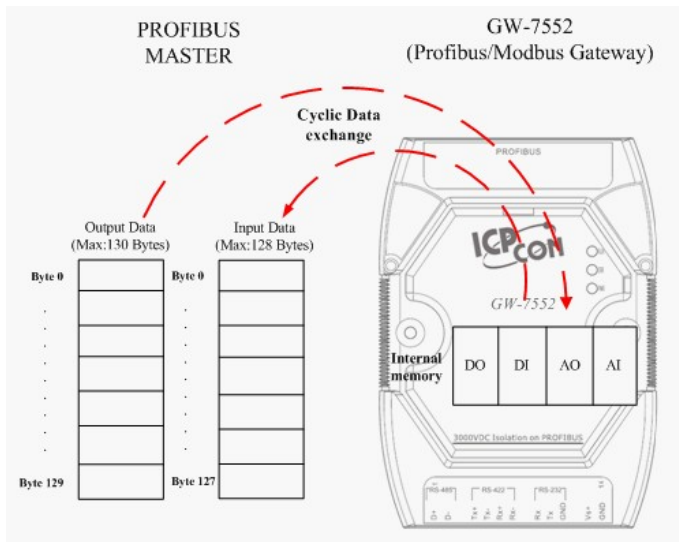 PROFIBUS
MASTER
GW-7552
(Profibus/Modbus Gateway)
Cyclic Data
exchange
Output Data
(Max:130 Bytes)
Input Data
(Max:128 Bytes)
Byte 0
Byte 129
Byte 0
Byte 127
PROFIBUS
ICP CON
GW-7552
Internal
memory
DO DI AO AI
3000VDC Isolation on PROFIBUS
RS-485 RS-422 RS-232
D+ D- Tx+ Tx- Rx+ Rx- Rx Tx GND Vs+ GND